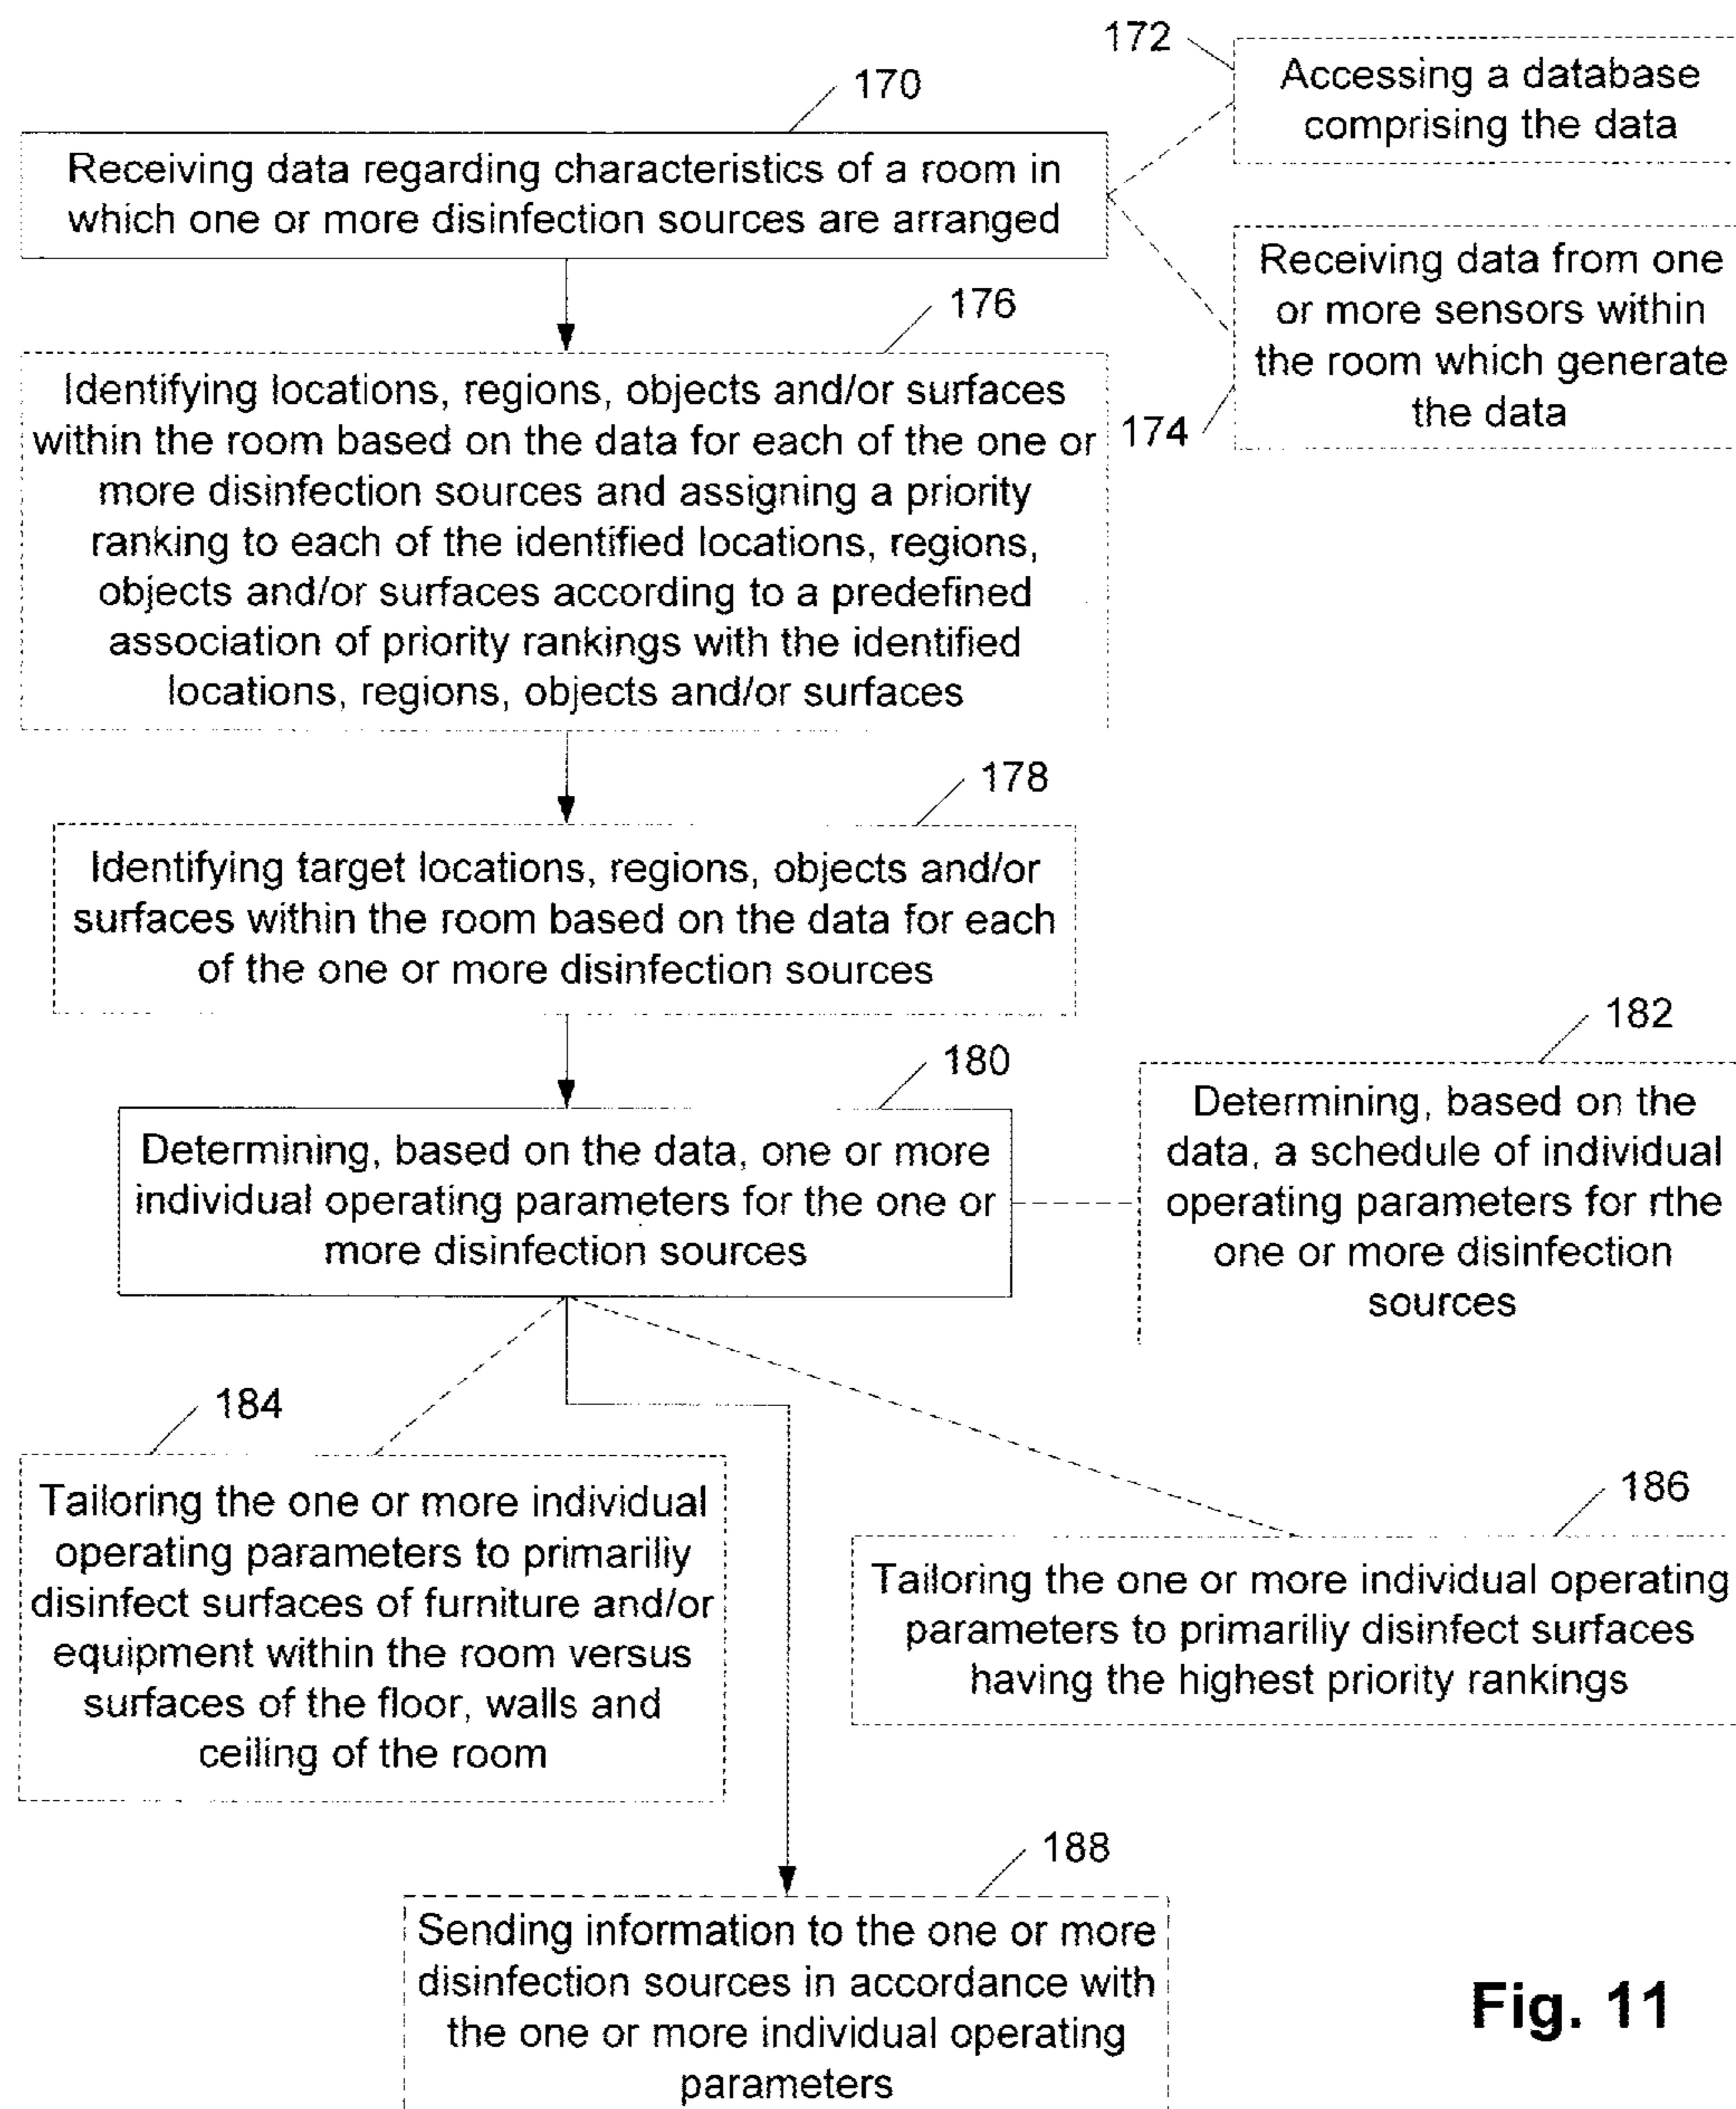 172
Accessing a database
comprising the data
170
Receiving data regarding characteristics of a room in
which one or more disinfection sources are arranged
Receiving data from one
or more sensors within
the room which generate
the data
174
176
Identifying locations, regions, objects and/or surfaces
within the room based on the data for each of the one or
more disinfection sources and assigning a priority
ranking to each of the identified locations, regions,
objects and/or surfaces according to a predefined
association of priority rankings with the identified
locations, regions, objects and/or surfaces
178
Identifying target locations, regions, objects and/or
surfaces within the room based on the data for each
of the one or more disinfection sources
180
Determining, based on the data, one or more
individual operating parameters for the one or
more disinfection sources
182
Determining, based on the
data, a schedule of individual
operating parameters for rthe
one or more disinfection
sources
184
Tailoring the one or more individual
operating parameters to primariliy
disinfect surfaces of furniture and/or
equipment within the room versus
surfaces of the floor, walls and
ceiling of the room
186
Tailoring the one or more individual operating
parameters to primariliy disinfect surfaces
having the highest priority rankings
188
Sending information to the one or more
disinfection sources in accordance with
the one or more individual operating
parameters
Fig. 11